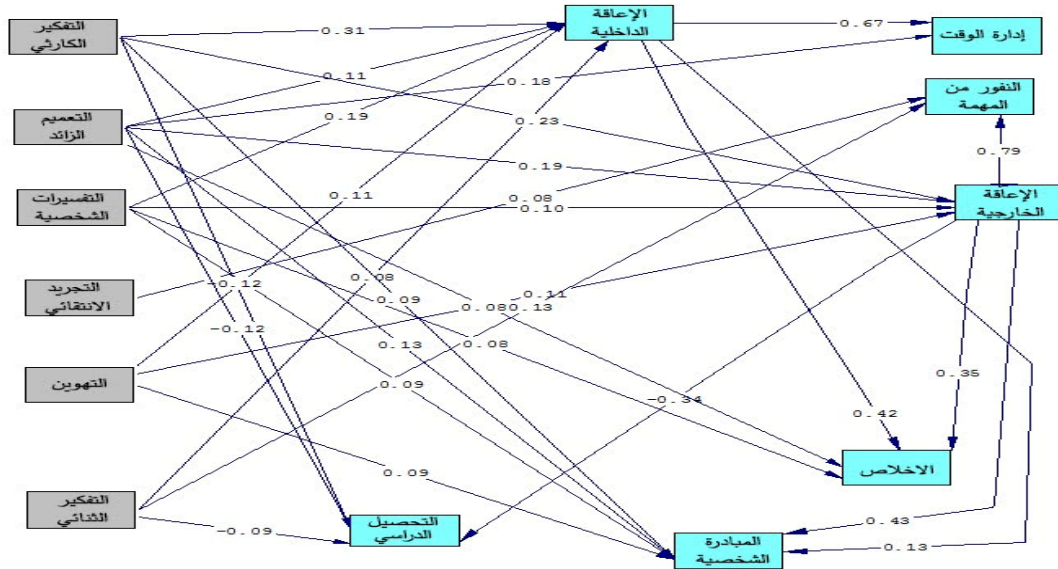 التفكير
الكارثي
التعميم
الزائد
التفسيرات
الشخصية
التجريد
الانتقائي
التهوين
التفكير
الثنائي
الإعاقة
الداخلية
إدارة الوقت
النفور من
المهمة
الإعاقة
الخارجية
الاخلاص
المبادرة
الشخصية
التحصيل
الدراسي
0.31
0.67
0.11
0.18
0.19
0.23
0.79
0.19
0.11
0.08
0.10
-0.12
0.08
0.09
0.08
0.13
0.11
-0.12
0.13
0.08
0.35
0.09
-0.34
0.42
0.09
-0.09
0.43
0.13